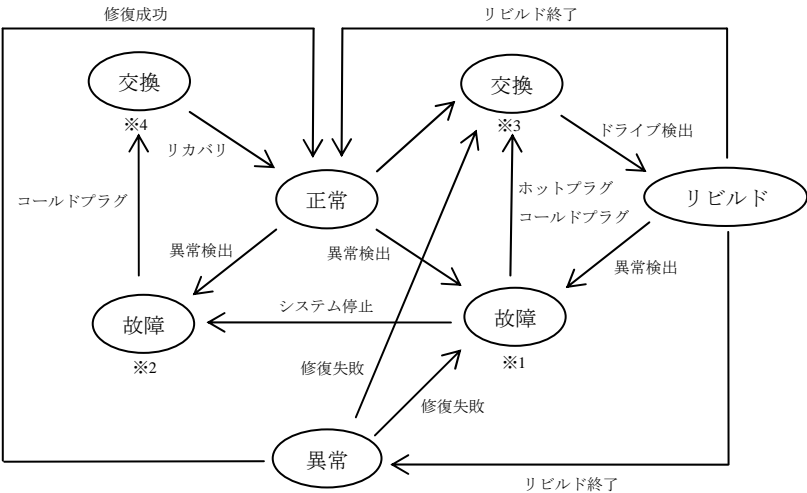 修復成功
リビルド終了
交換
※4
交換
※3
ドライブ検出
リカバリ
コールドプラグ
正常
ホットプラグ
コールドプラグ
リビルド
異常検出
異常検出
異常検出
システム停止
故障
※2
故障
※1
修復失敗
修復失敗
異常
リビルド終了